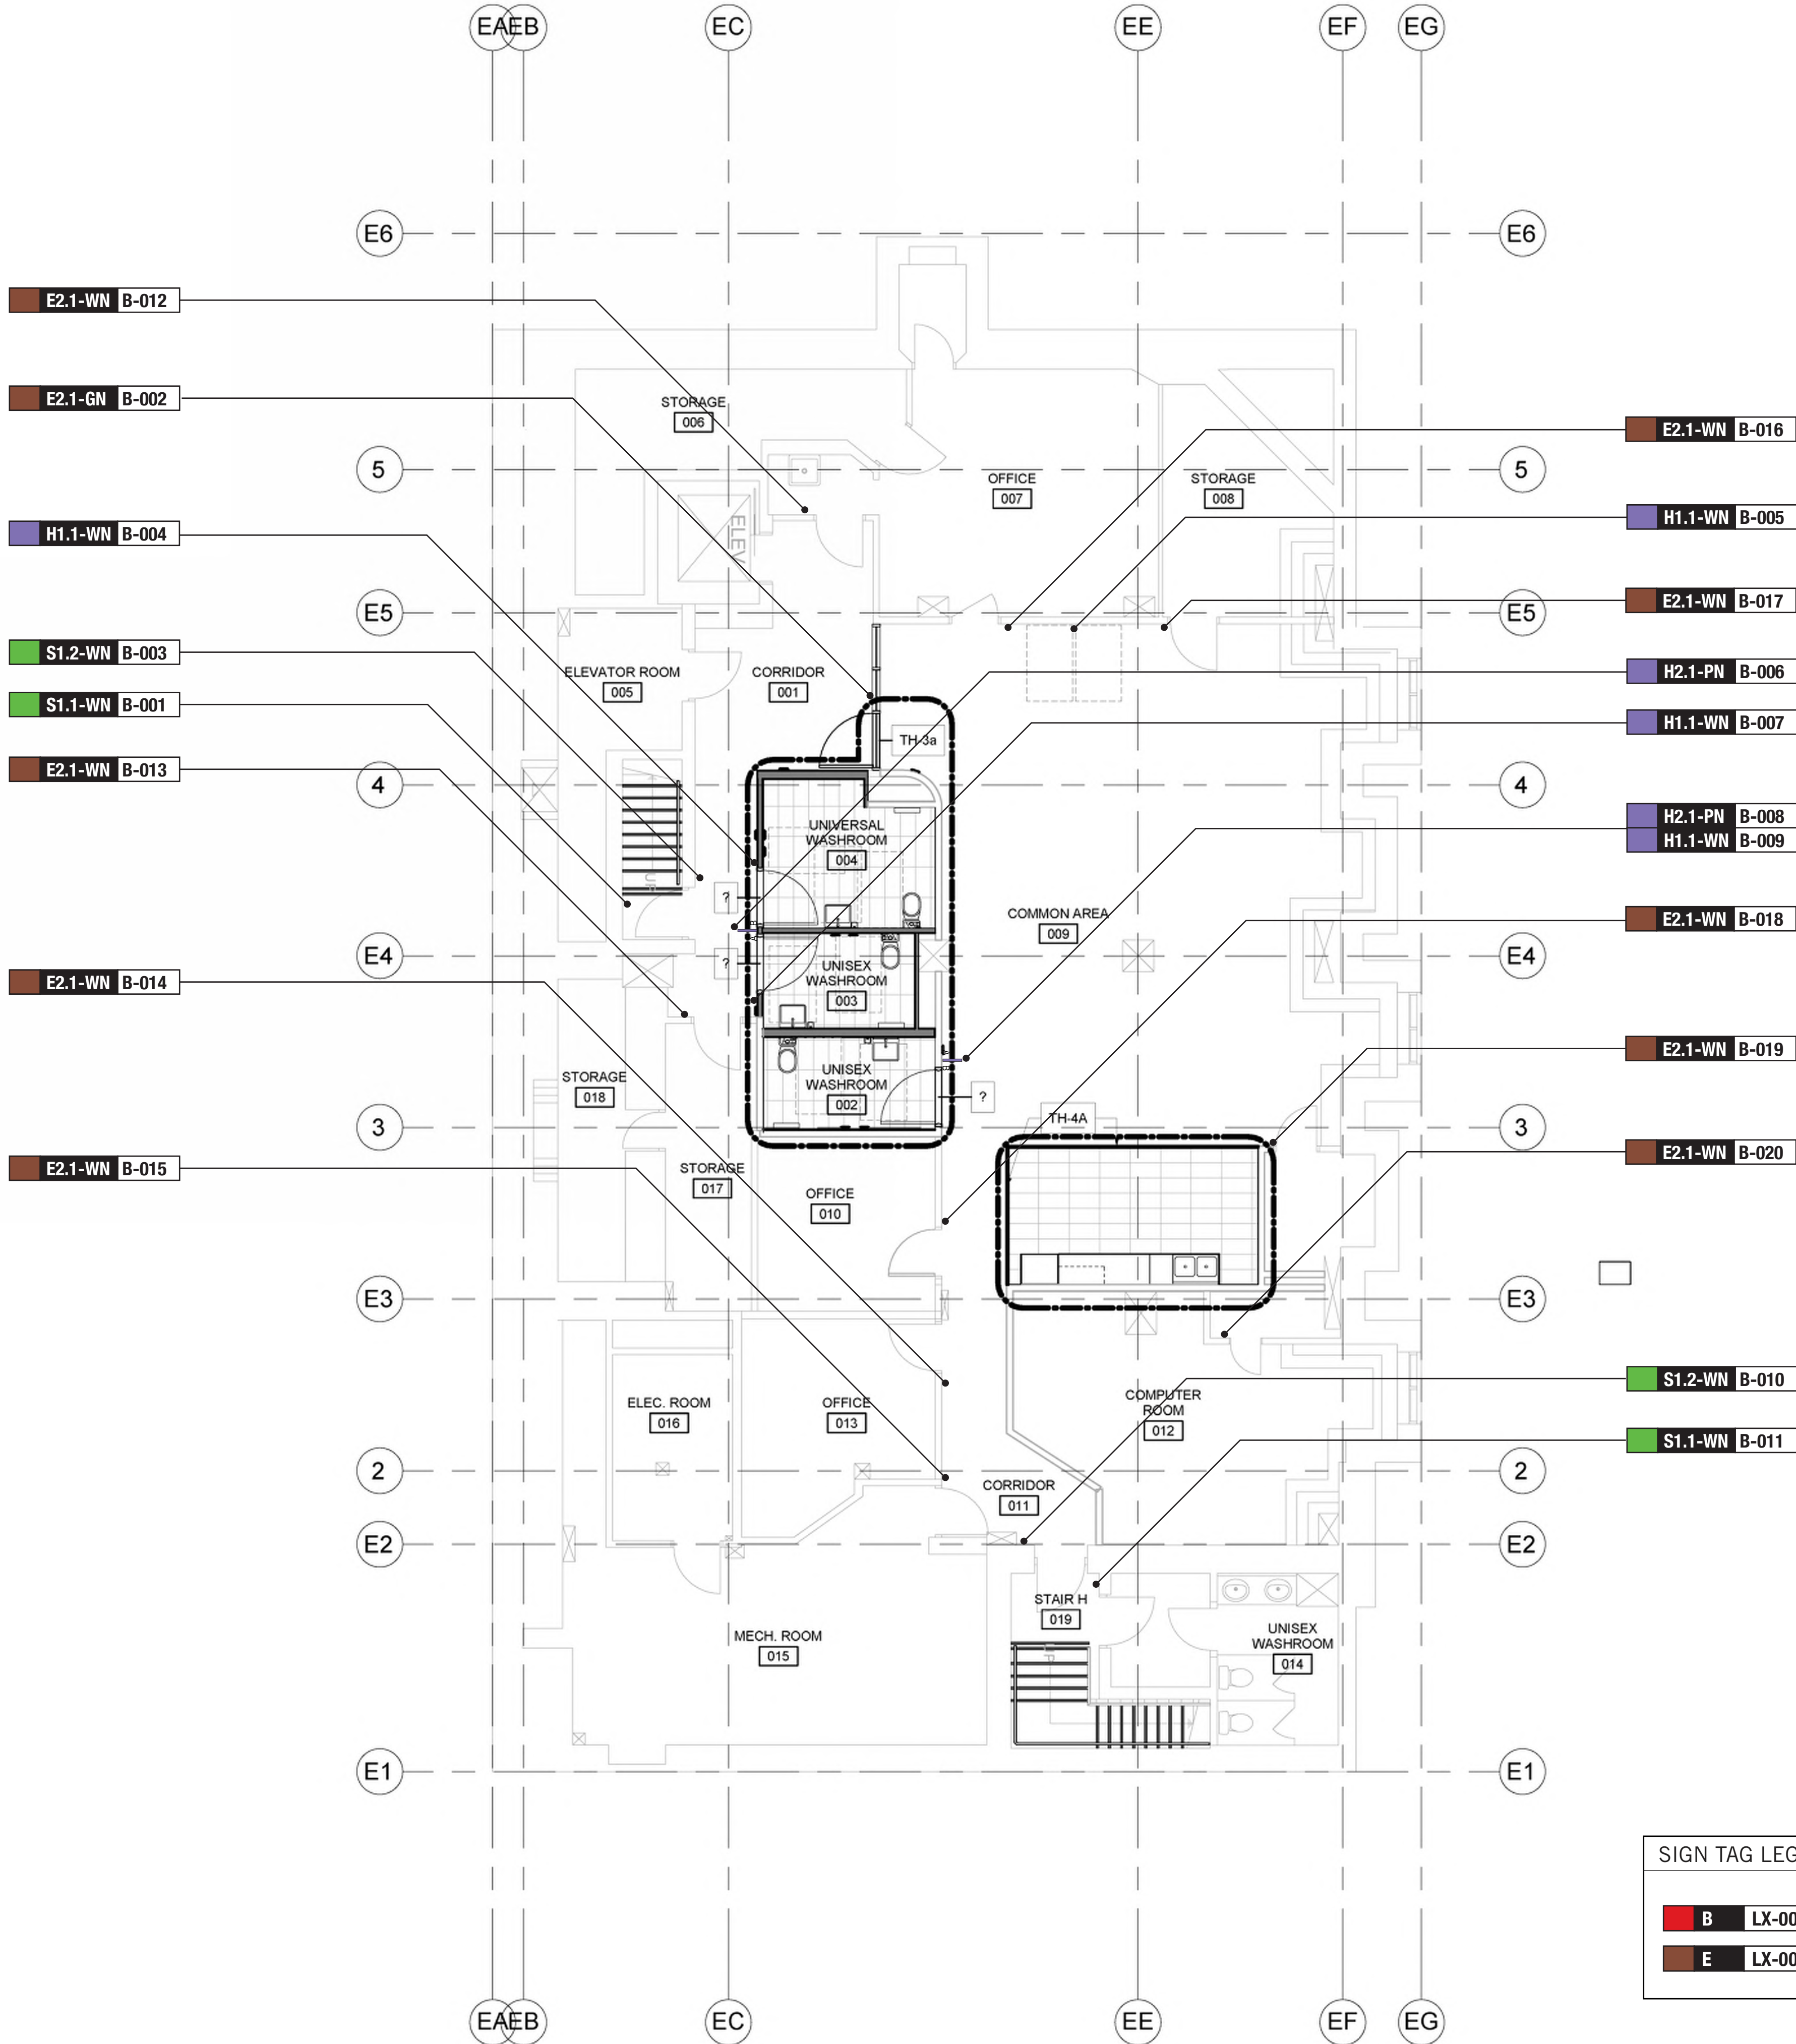 EA
EB
EC
EE
EF
EG
E6
E6
E2.1-WN B-012
E2.1-GN B-002
STORAGE
006
E2.1-WN B-016
5
5
OFFICE
007
STORAGE
008
H1.1-WN B-004
H1.1-WN B-005
ELEV
E5
E5
E2.1-WN B-017
S1.2-WN B-003
ELEVATOR ROOM
005
CORRIDOR
001
H2.1-PN B-006
S1.1-WN B-001
H1.1-WN B-007
TH-3a
E2.1-WN B-013
4
4
H2.1-PN B-008
H1.1-WN B-009
UNIVERSAL
WASHROOM
004
UP
?
COMMON AREA
009
E2.1-WN B-018
E4
E4
?
UNISEX
WASHROOM
003
E2.1-WN B-014
E2.1-WN B-019
STORAGE
018
UNISEX
WASHROOM
002
?
TH-4A
3
3
E2.1-WN B-020
E2.1-WN B-015
STORAGE
017
OFFICE
010
E3
E3
S1.2-WN B-010
ELEC. ROOM
016
OFFICE
013
COMPUTER
ROOM
012
S1.1-WN B-011
2
2
CORRIDOR
011
E2
E2
STAIR H
019
MECH. ROOM
015
UP
UNISEX
WASHROOM
014
E1
E1
SIGN TAG LEG
B LX-00
E LX-00
EA
EB
EC
EE
EF
EG